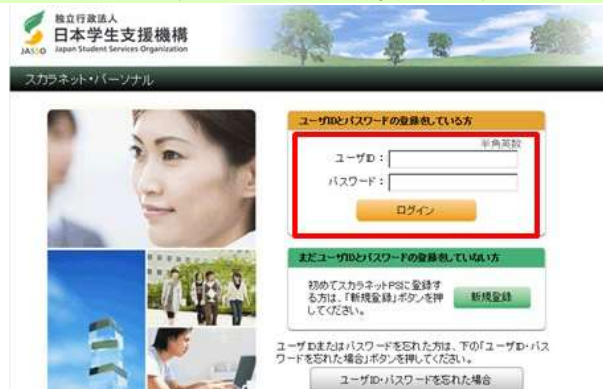 独立行政法人
日本学生支援機構
JASSO Japan Student Services Organization
スカラネット・パーソナル
ユーザIDとパスワードの登録をしている方
半角英数
ユーザID：
パスワード：
ログイン
まだユーザIDとパスワードの登録をしていない方
初めてスカラネットPSに登録す
る方は、「新規登録」ボタンを押
してください。
新規登録
ユーザIDまたはパスワードを忘れた方は、下の「ユーザID・パス
ワードを忘れた場合」ボタンを押してください。
ユーザID・パスワードを忘れた場合